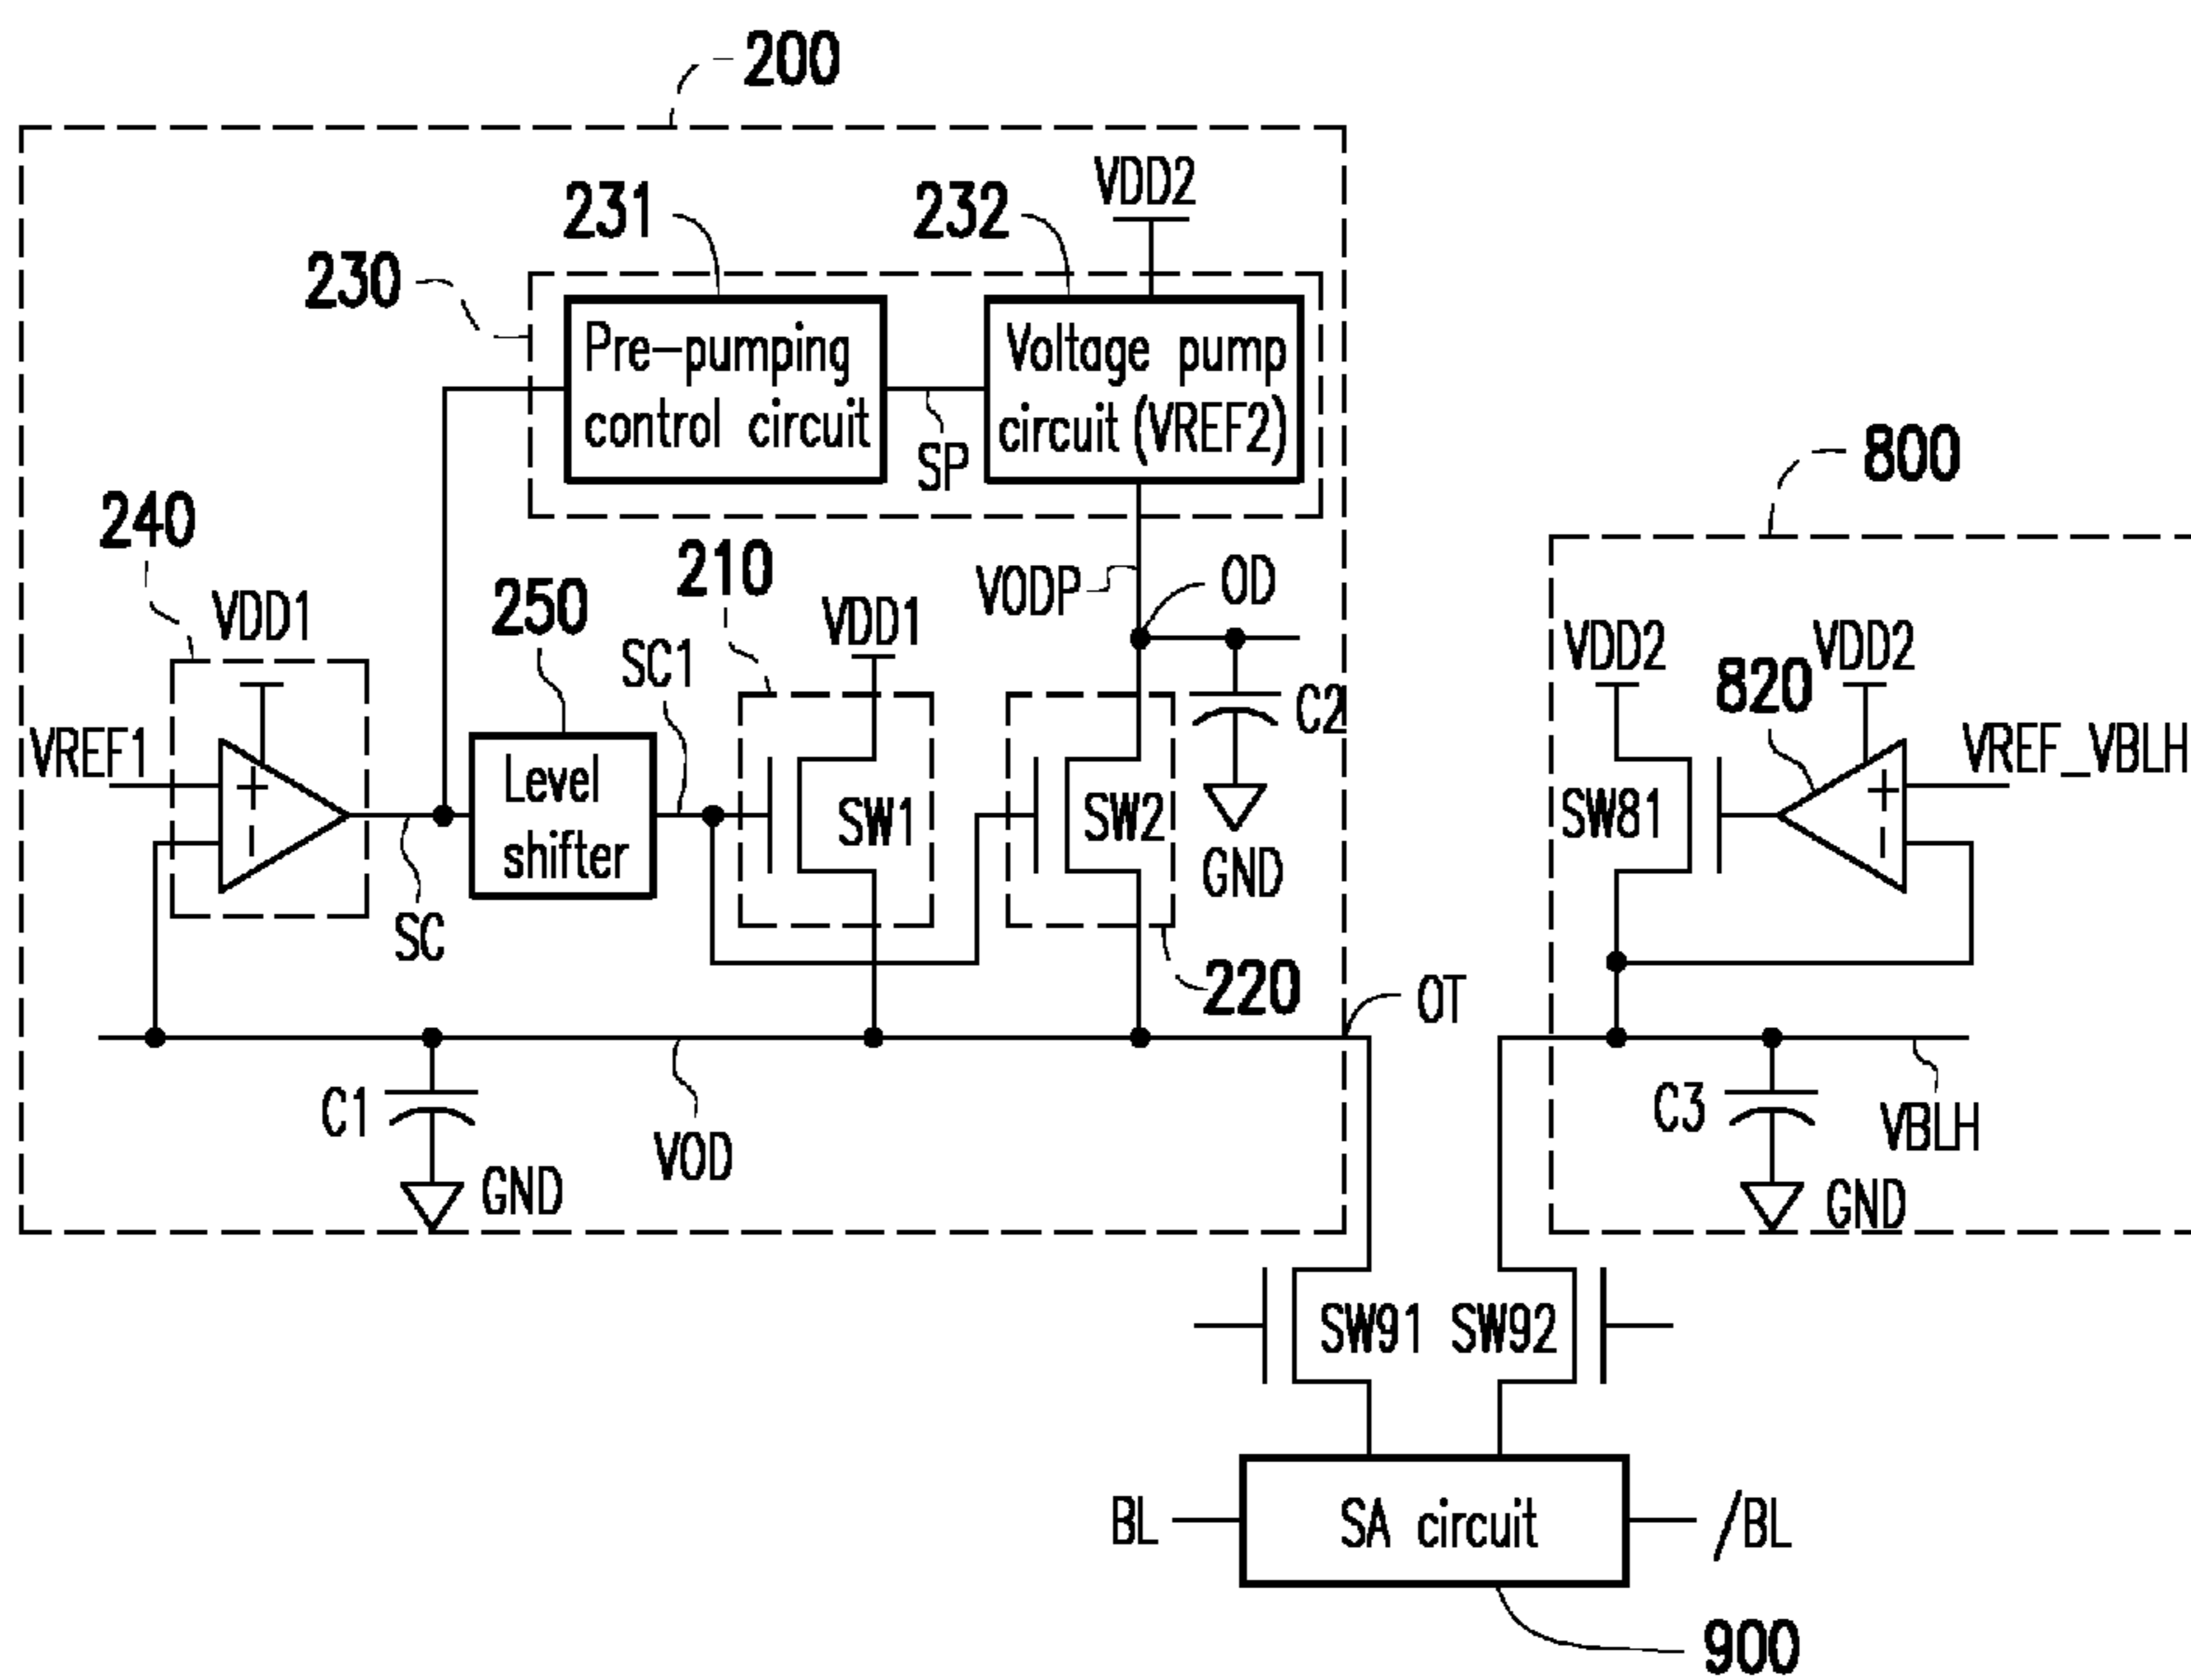 200
VDD2
231
232
230
Pre-pumping
control circuit
Voltage pump
circuit (VREF2)
SP
800
240
210
VODP
OD
VDD1
250
VDD1
SC1
VDD2
820
VDD2
C2
VREF1
+
-
Level
shifter
SW1
SW2
GND
SW81
+
-
VREF_VBLH
SC
220
OT
C1
VOD
GND
C3
VBLH
GND
SW91
SW92
BL
SA circuit
/BL
900